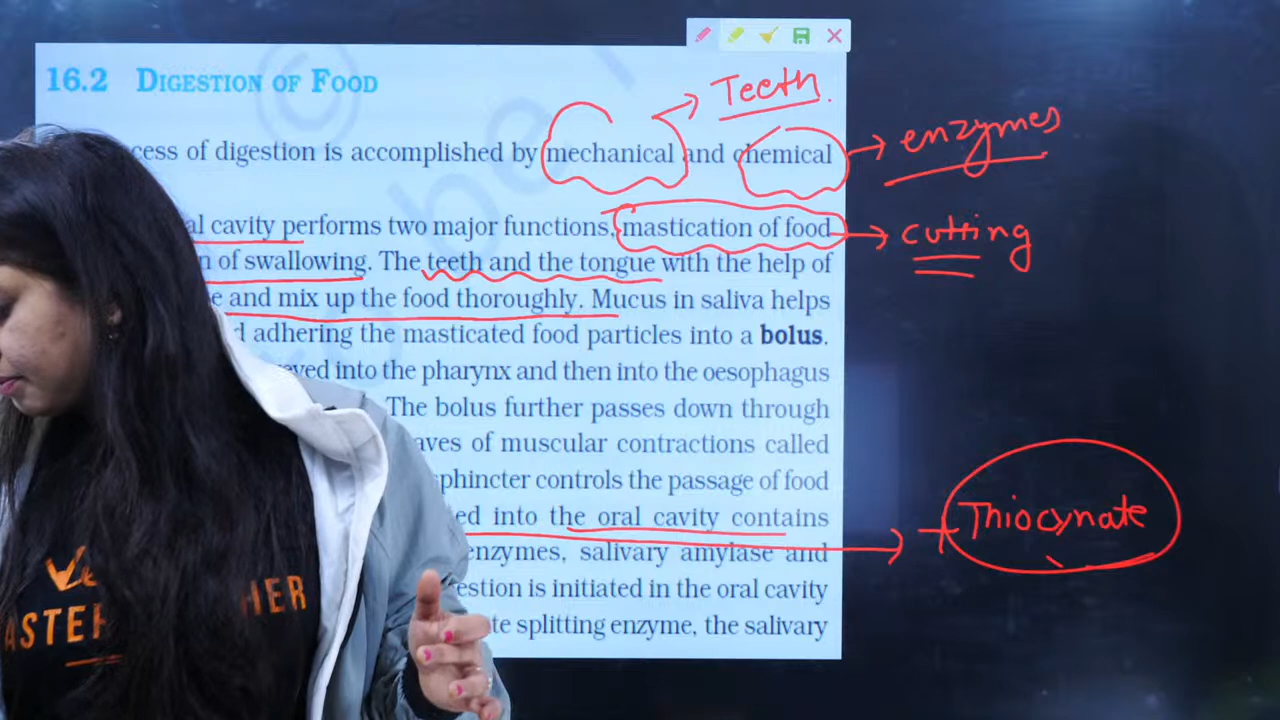 16.2 DIGESTION OF FOOD
Teeth.
cess of digestion is accomplished by mechanical and chemical
enzymes
al cavity performs two major functions, mastication of food
cutting
n of swallowing. The teeth and the tongue with the help of
e and mix up the food thoroughly. Mucus in saliva helps
d adhering the masticated food particles into a bolus.
eyed into the pharynx and then into the oesophagus
The bolus further passes down through
aves of muscular contractions called
sphincter controls the passage of food
ed into the oral cavity contains
+ Thiocynate
enzymes, salivary amylase and
estion is initiated in the oral cavity
te splitting enzyme, the salivary
HER
ASTER